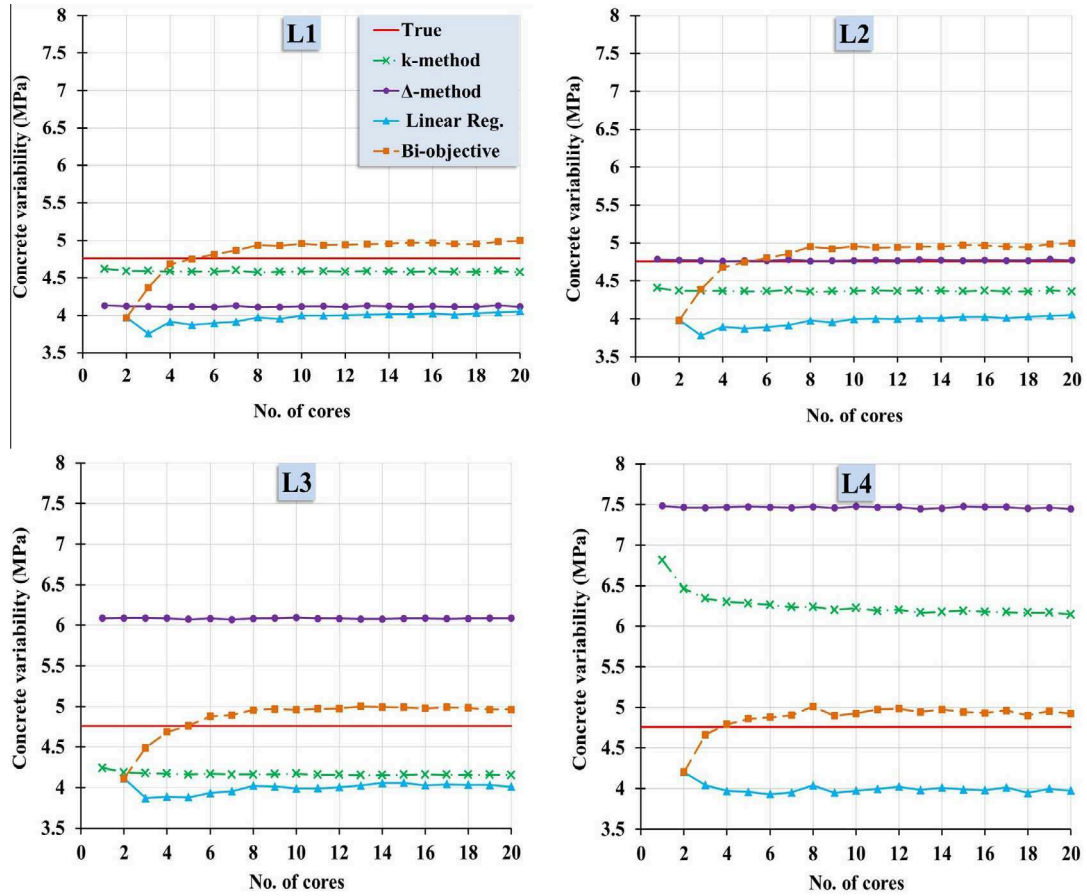 L1
True
k-method
Δ-method
Linear Reg.
Bi-objective
Concrete variability (MPa)
8
7.5
7
6.5
6
5.5
5
4.5
4
3.5
0 2 4 6 8 10 12 14 16 18 20
No. of cores
L2
Concrete variability (MPa)
8
7.5
7
6.5
6
5.5
5
4.5
4
3.5
0 2 4 6 8 10 12 14 16 18 20
No. of cores
L3
Concrete variability (MPa)
8
7.5
7
6.5
6
5.5
5
4.5
4
3.5
0 2 4 6 8 10 12 14 16 18 20
No. of cores
L4
Concrete variability (MPa)
8
7.5
7
6.5
6
5.5
5
4.5
4
3.5
0 2 4 6 8 10 12 14 16 18 20
No. of cores